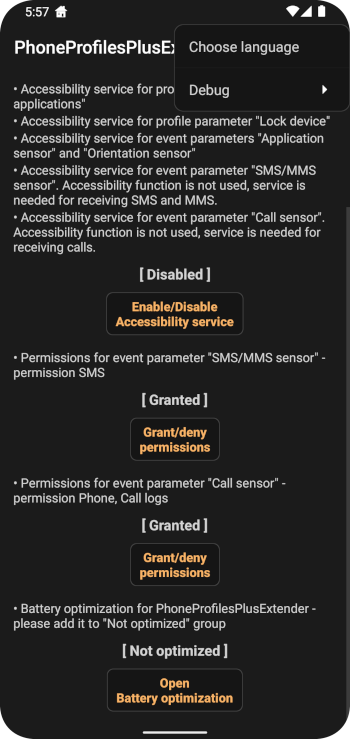 5:57
PhoneProfilesPlusEx
Choose language
Debug
• Accessibility service for pro
applications"
• Accessibility service for profile parameter "Lock device"
• Accessibility service for event parameters "Application
sensor" and "Orientation sensor"
• Accessibility service for event parameter "SMS/MMS
sensor". Accessibility function is not used, service is
needed for receiving SMS and MMS.
• Accessibility service for event parameter "Call sensor".
Accessibility function is not used, service is needed for
receiving calls.
[ Disabled ]
Enable/Disable
Accessibility service
• Permissions for event parameter "SMS/MMS sensor" -
permission SMS
[ Granted ]
Grant/deny
permissions
• Permissions for event parameter "Call sensor" -
permission Phone, Call logs
[ Granted ]
Grant/deny
permissions
• Battery optimization for PhoneProfilesPlusExtender -
please add it to "Not optimized" group
[ Not optimized ]
Open
Battery optimization